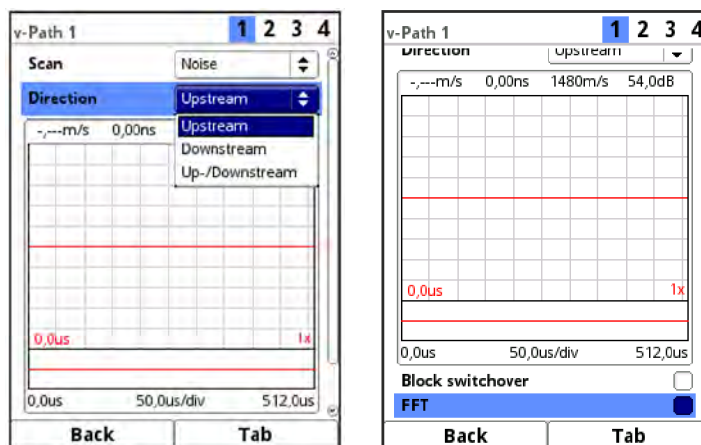 v-Path 1 1 2 3 4
Scan Noise
Direction Upstream
Upstream
Downstream
Up-/Downstream
-,---m/s 0,00ns
0,0us 1x
0,0us 50,0us/div 512,0us
Back Tab
v-Path 1 1 2 3 4
Direction Upstream
-,---m/s 0,00ns 1480m/s 54,0dB
0,0us 1x
0,0us 50,0us/div 512,0us
Block switchover
FFT
Back Tab